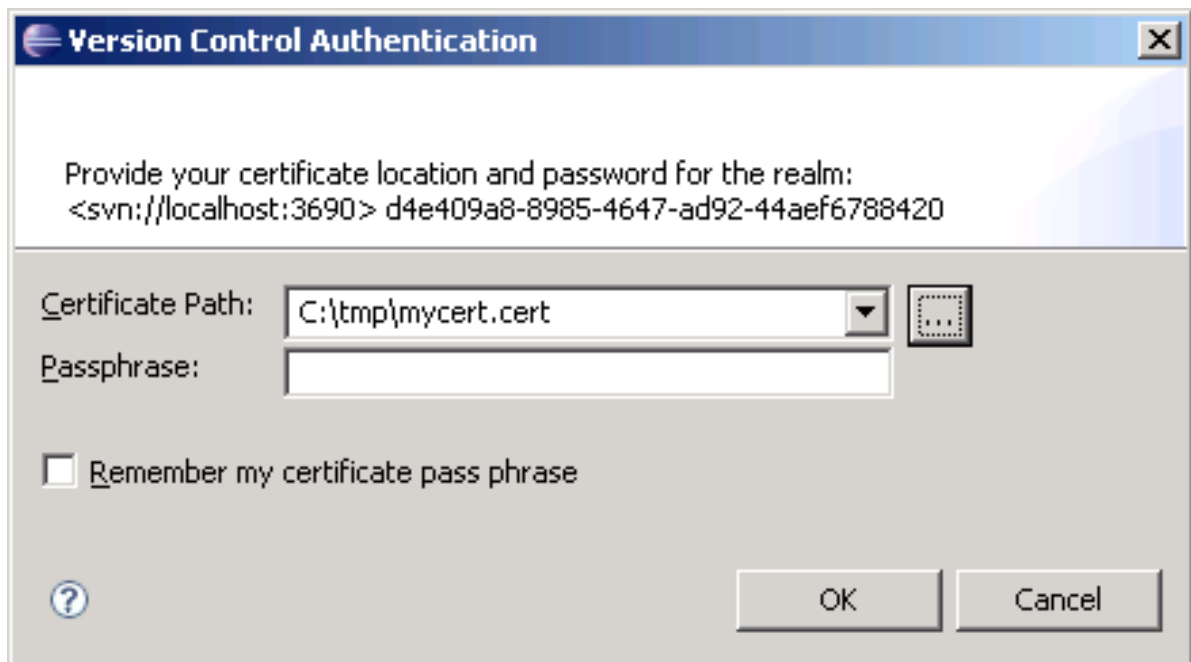 Version Control Authentication
Provide your certificate location and password for the realm:
<svn://localhost:3690> d4e409a8-8985-4647-ad92-44aef6788420
Certificate Path: C:\tmp\mycert.cert ...
Passphrase:
Remember my certificate pass phrase
? OK Cancel